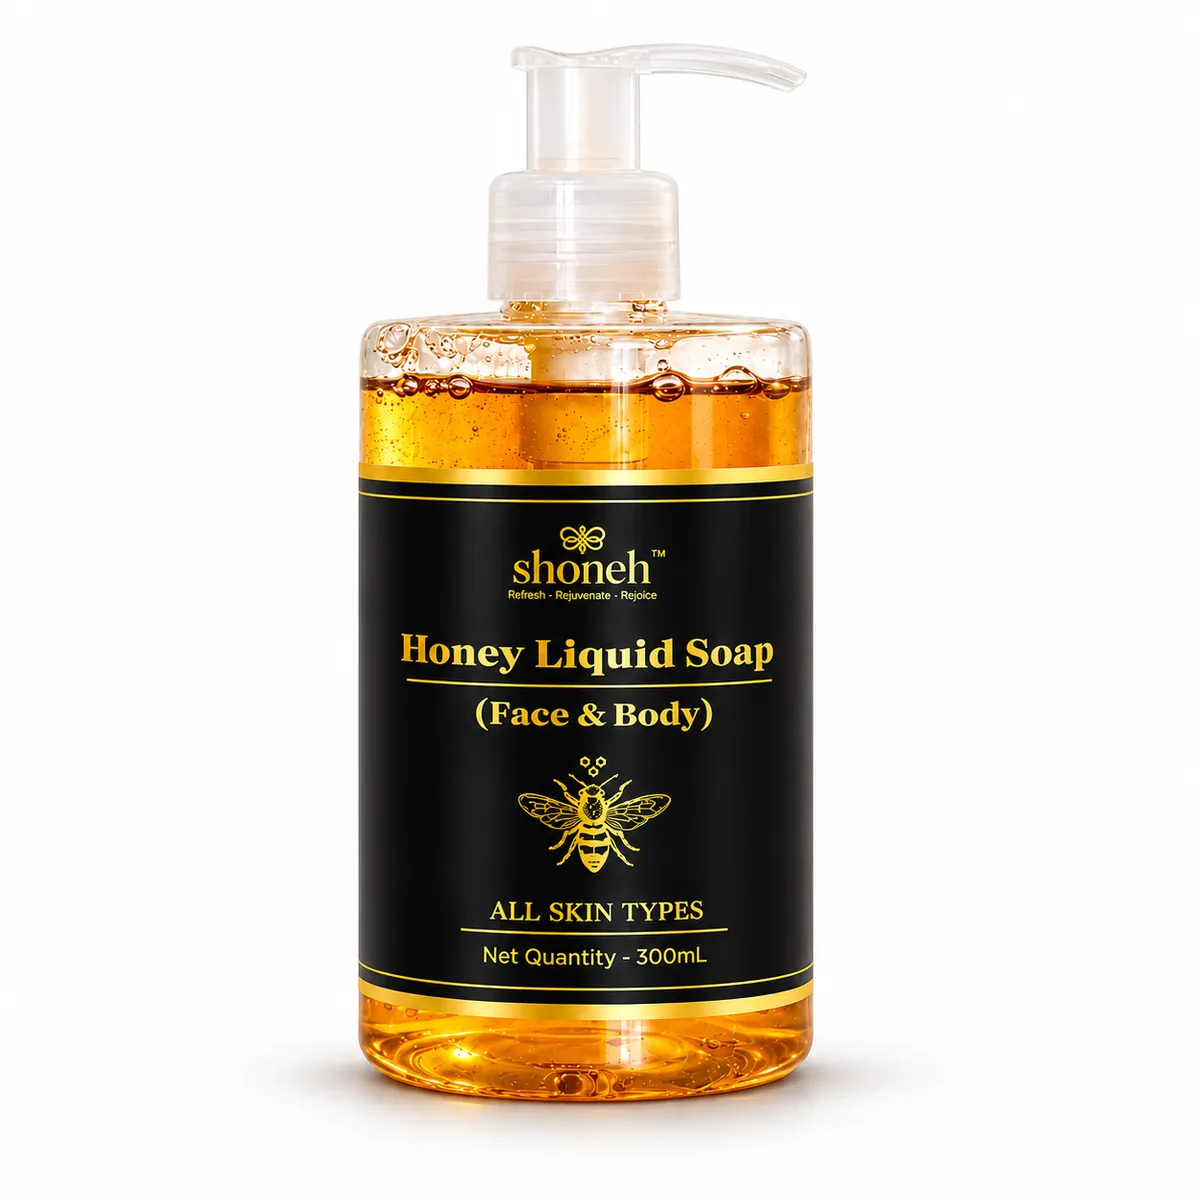 shoneh™
Refresh - Rejuvenate - Rejoice
Honey Liquid Soap
(Face & Body)
ALL SKIN TYPES
Net Quantity - 300mL